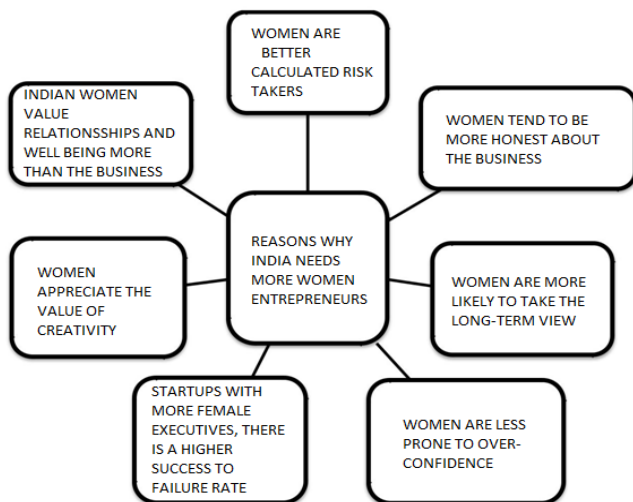 WOMEN ARE
BETTER
CALCULATED RISK
TAKERS
INDIAN WOMEN
VALUE
RELATIONSSHIPS AND
WELL BEING MORE
THAN THE BUSINESS
WOMEN TEND TO BE
MORE HONEST ABOUT
THE BUSINESS
REASONS WHY
INDIA NEEDS
MORE WOMEN
ENTREPRENEURS
WOMEN
APPRECIATE THE
VALUE OF
CREATIVITY
WOMEN ARE MORE
LIKELY TO TAKE THE
LONG-TERM VIEW
STARTUPS WITH
MORE FEMALE
EXECUTIVES, THERE
IS A HIGHER
SUCCESS TO
FAILURE RATE
WOMEN ARE LESS
PRONE TO OVER-
CONFIDENCE